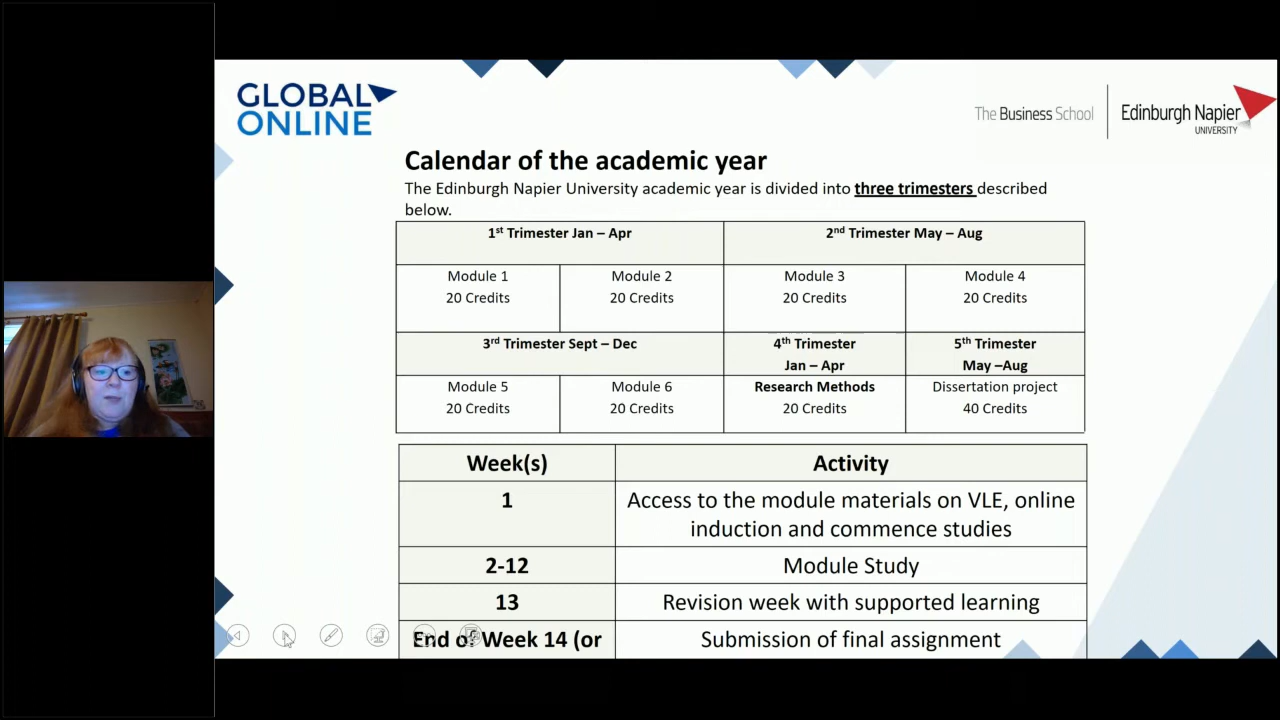 GLOBAL
ONLINE
The Business School
Edinburgh Napier
UNIVERSITY
Calendar of the academic year
The Edinburgh Napier University academic year is divided into three trimesters described
below.
1st Trimester Jan – Apr
2nd Trimester May – Aug
Module 1
20 Credits
Module 2
20 Credits
Module 3
20 Credits
Module 4
20 Credits
3rd Trimester Sept – Dec
4th Trimester
Jan – Apr
5th Trimester
May –Aug
Module 5
20 Credits
Module 6
20 Credits
Research Methods
20 Credits
Dissertation project
40 Credits
Week(s)
Activity
1
Access to the module materials on VLE, online
induction and commence studies
2-12
Module Study
13
Revision week with supported learning
End of Week 14 (or
Submission of final assignment